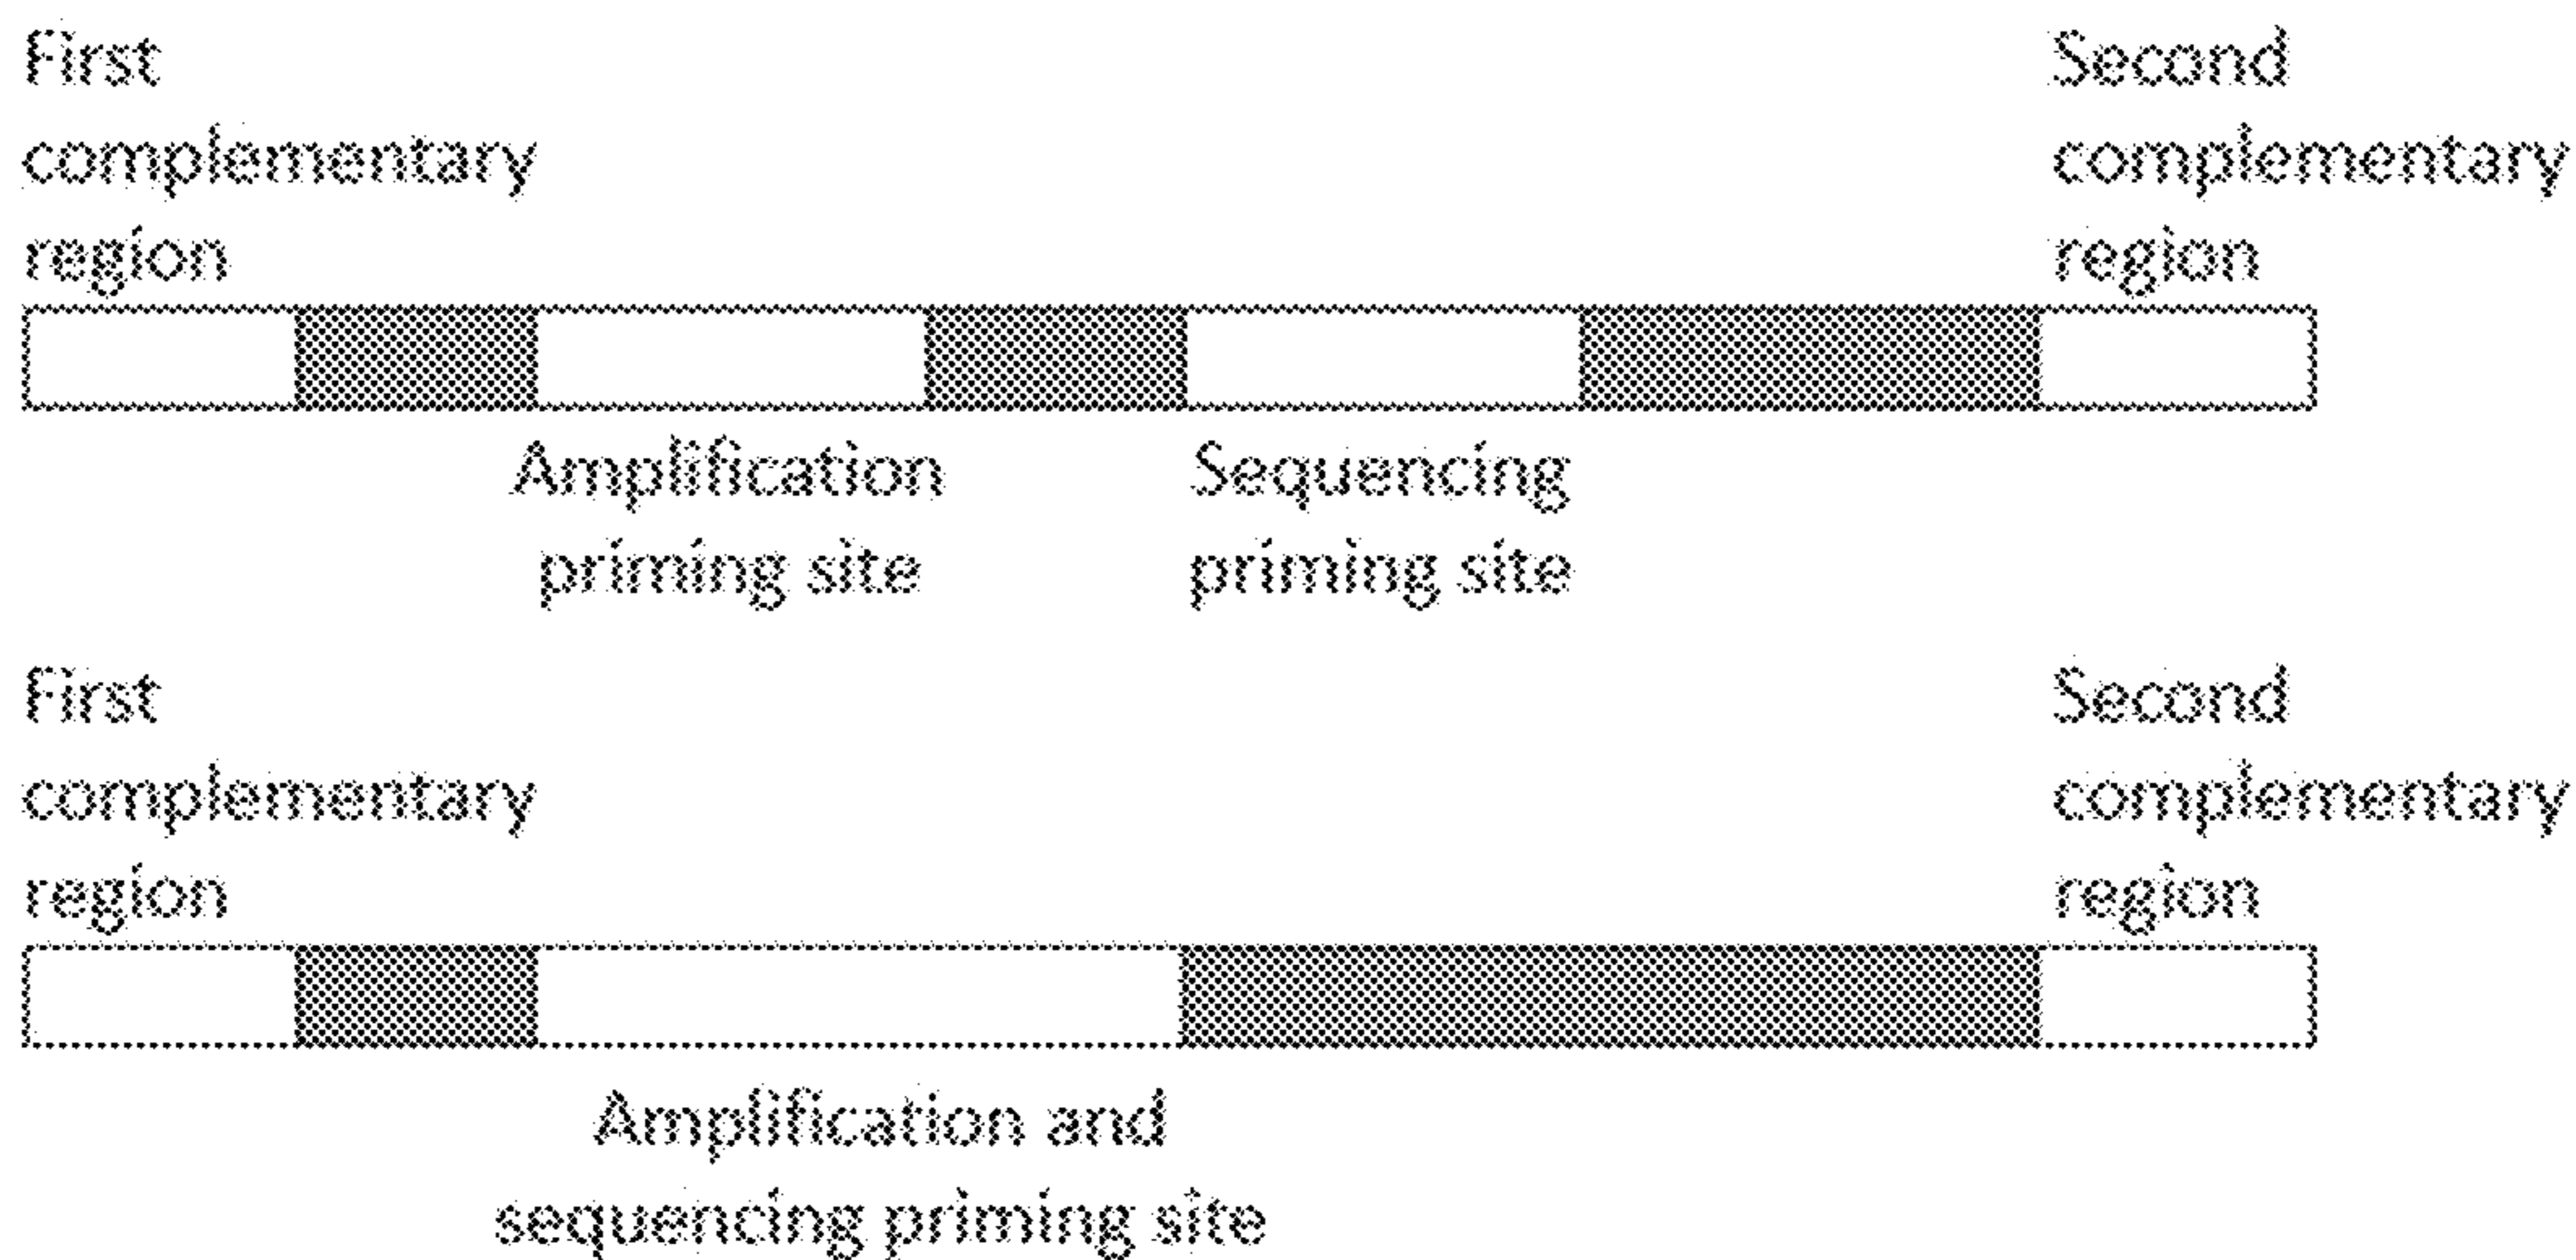 First
complementary
region
Second
complementary
region
Amplification
priming site
Sequencing
priming site
First
complementary
region
Second
complementary
region
Amplification and
sequencing priming site